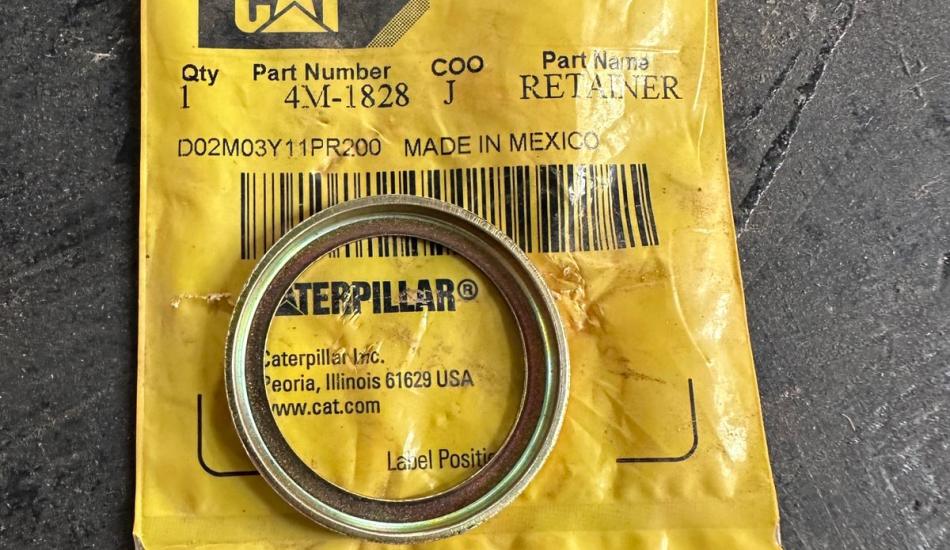 CAT
Qty Part Number COO Part Name
1 4M-1828 J RETAINER
D02M03Y11PR200 MADE IN MEXICO
CATERPILLAR®
Caterpillar Inc.
Peoria, Illinois 61629 USA
www.cat.com
Label Positi